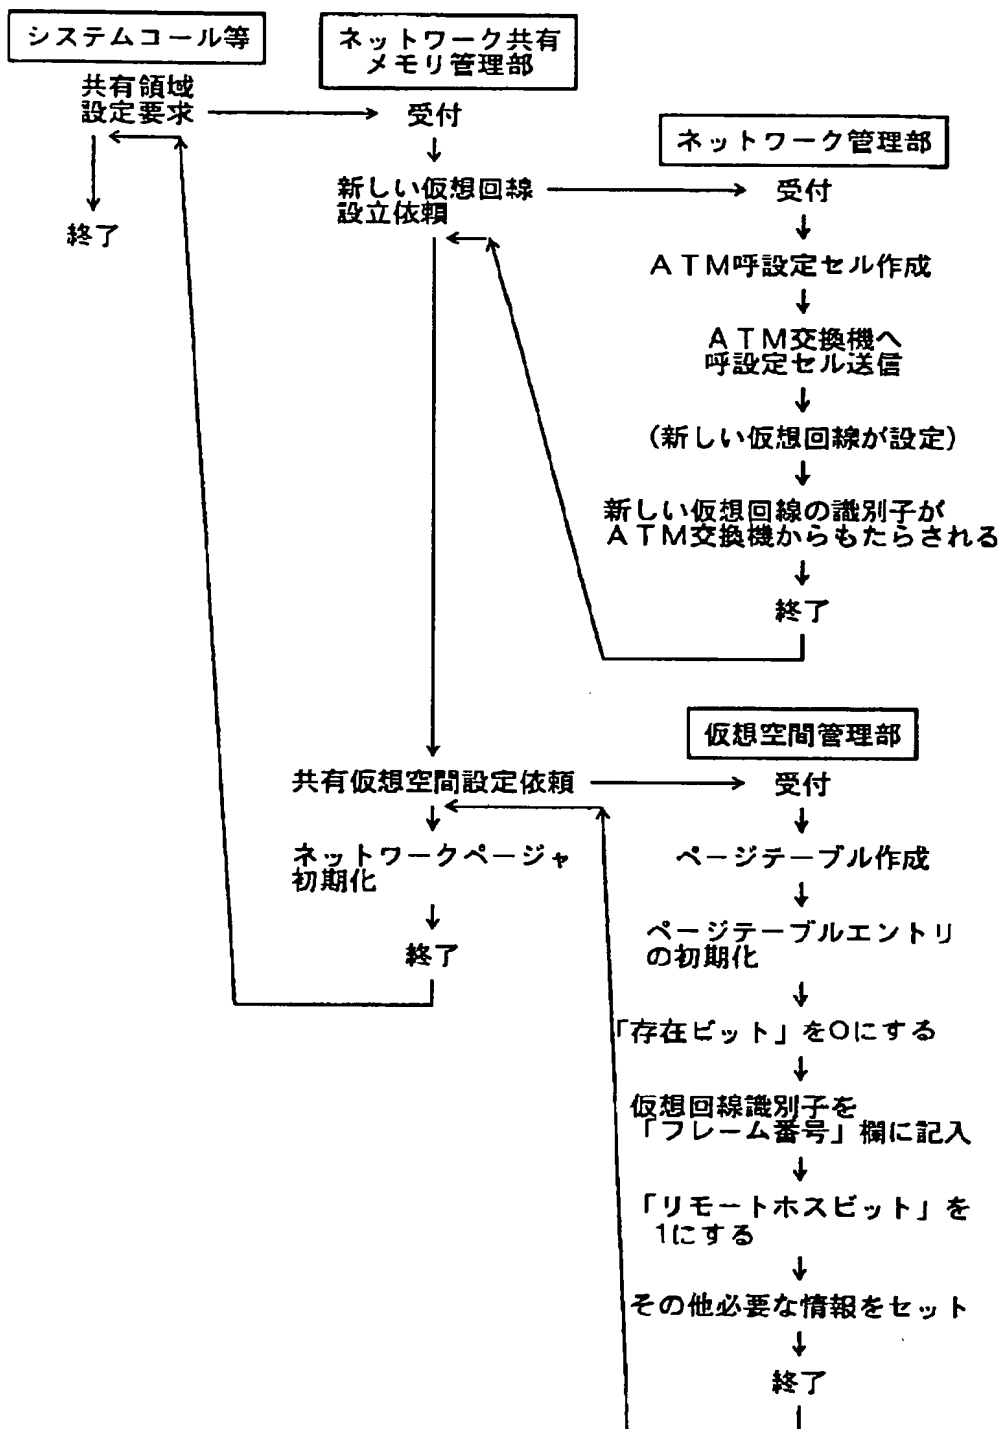 システムコール等
共有領域
設定要求
終了
ネットワーク共有
メモリ管理部
受付
新しい仮想回線
設立依頼
ネットワーク管理部
受付
ATM呼設定セル作成
ATM交換機へ
呼設定セル送信
(新しい仮想回線が設定)
新しい仮想回線の識別子が
ATM交換機からもたらされる
終了
共有仮想空間設定依頼
ネットワークページャ
初期化
終了
仮想空間管理部
受付
ページテーブル作成
ページテーブルエントリ
の初期化
「存在ビット」を0にする
仮想回線識別子を
「フレーム番号」欄に記入
「リモートホスビット」を
1にする
その他必要な情報をセット
終了